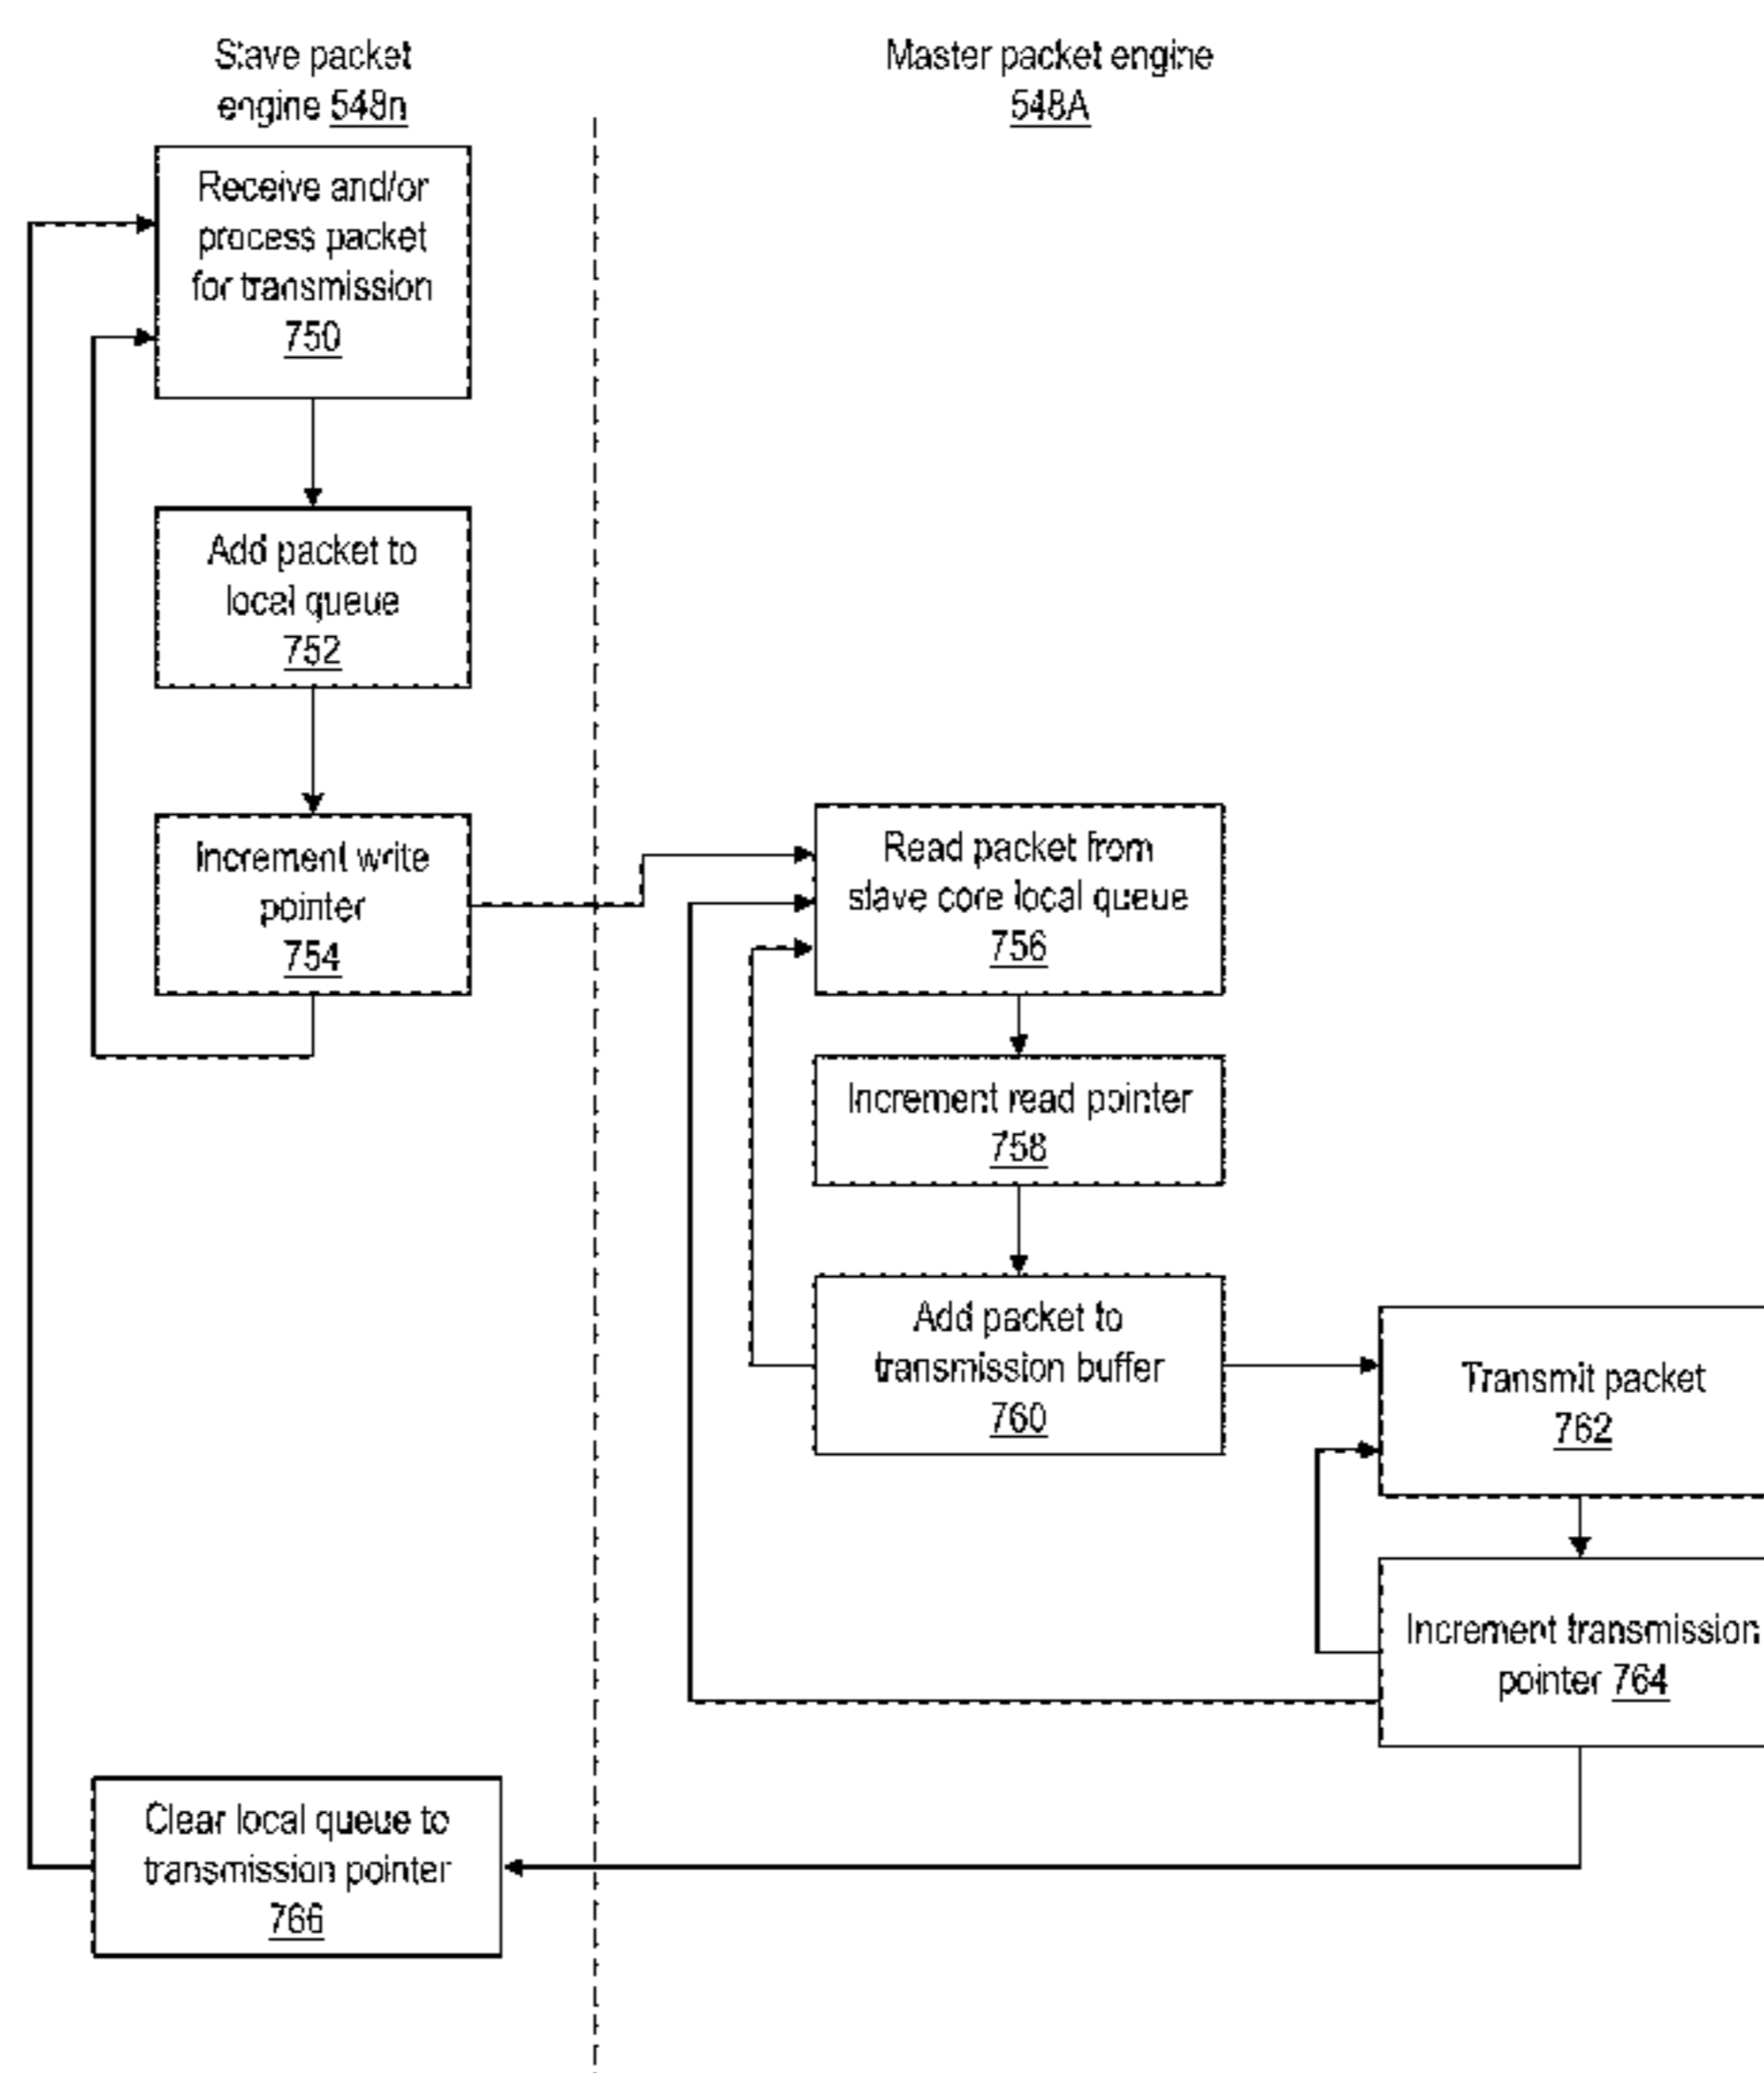 Slave packet
engine 548n
Master packet engine
548A
Receive and/or
process packet
for transmission
750
Add packet to
local queue
752
Increment write
pointer
754
Read packet from
slave core local queue
756
Increment read pointer
758
Add packet to
transmission buffer
760
Transmit packet
762
Increment transmission
pointer 764
Clear local queue to
transmission pointer
766